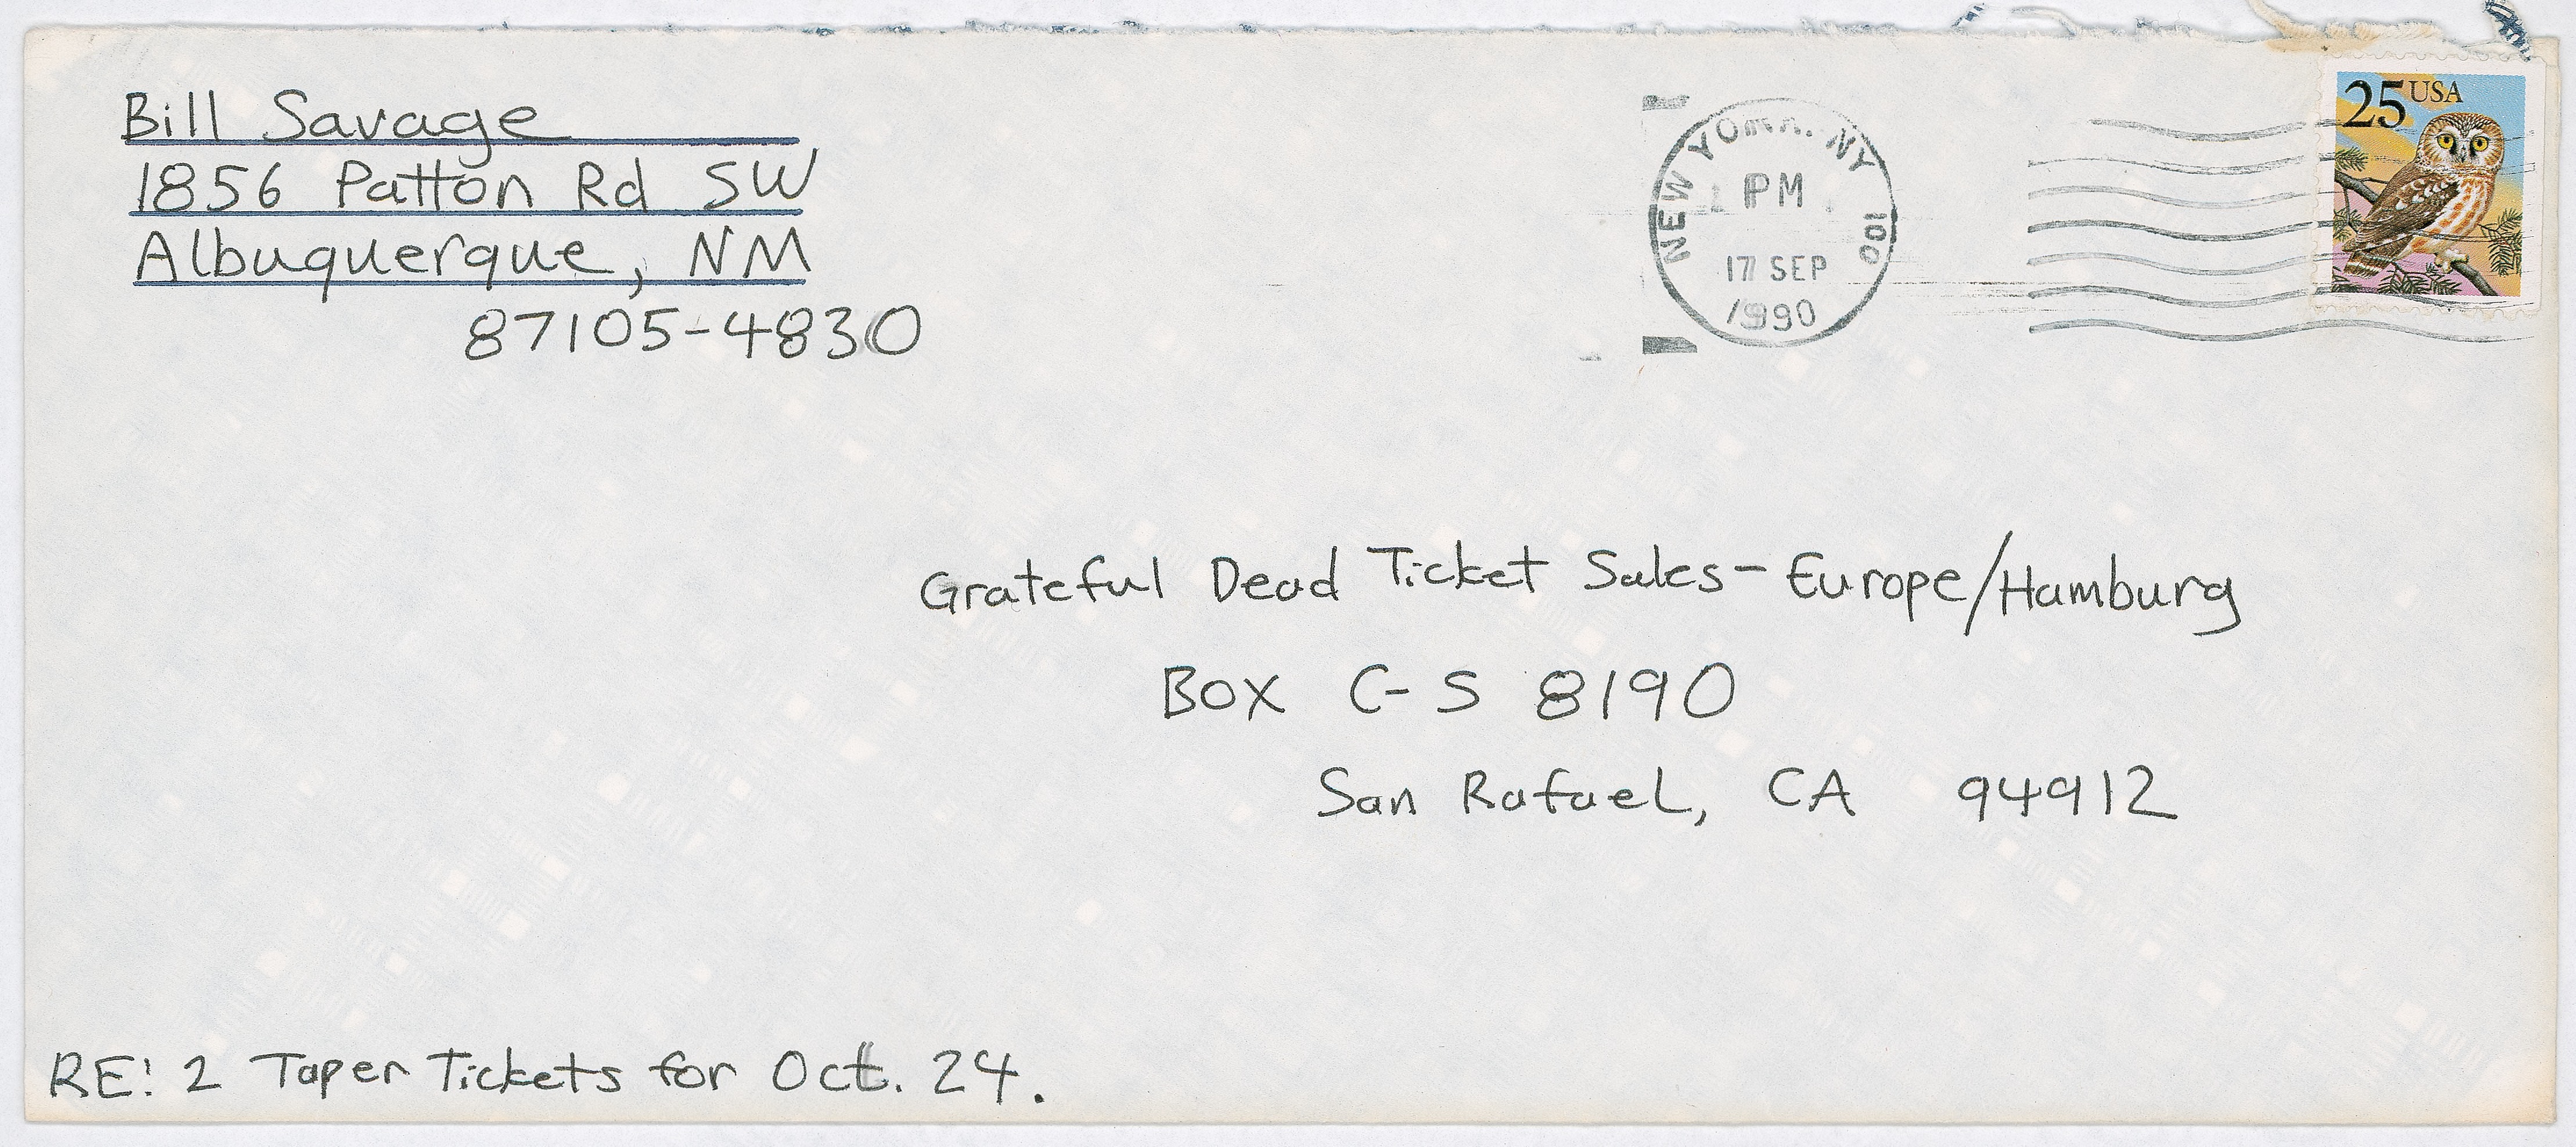 Bill Savage
1856 Patton Rd SW
Albuquerque, NM
87105-4830
NEW YORK, NY 100
PM
17 SEP
1990
25 USA
Grateful Dead Ticket Sales - Europe/Hamburg
BOX C-S 8190
San Rafael, CA 94912
RE: 2 Taper Tickets for Oct. 24.